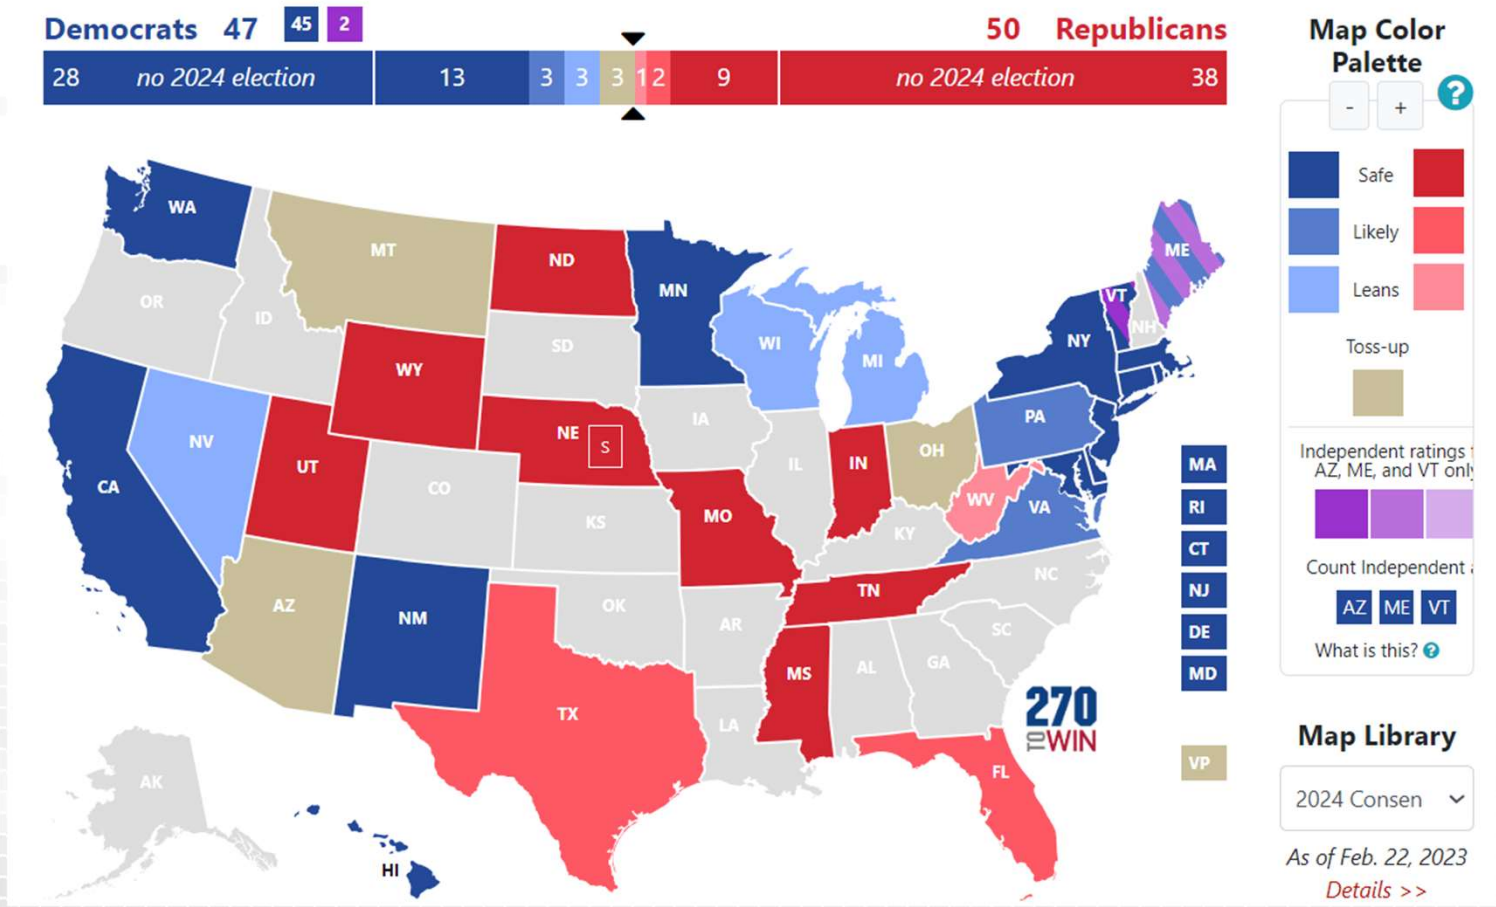 Democrats 47 45 2
50 Republicans
28 no 2024 election 13 3 3 3 1 2 9 no 2024 election 38
WA
OR
ID
MT
ND
MN
SD
WY
NE
S
IA
WI
MI
IL
IN
OH
PA
NY
VT
NH
ME
CA
NV
UT
CO
KS
MO
KY
WV
VA
AZ
NM
OK
AR
TN
NC
SC
MS
AL
GA
LA
TX
FL
AK
HI
MA
RI
CT
NJ
DE
MD
VP
270
TO WIN
Map Color
Palette
- + ?
Safe
Likely
Leans
Toss-up
Independent ratings
AZ, ME, and VT only
Count Independent
AZ ME VT
What is this? ?
Map Library
2024 Consen
As of Feb. 22, 2023
Details >>